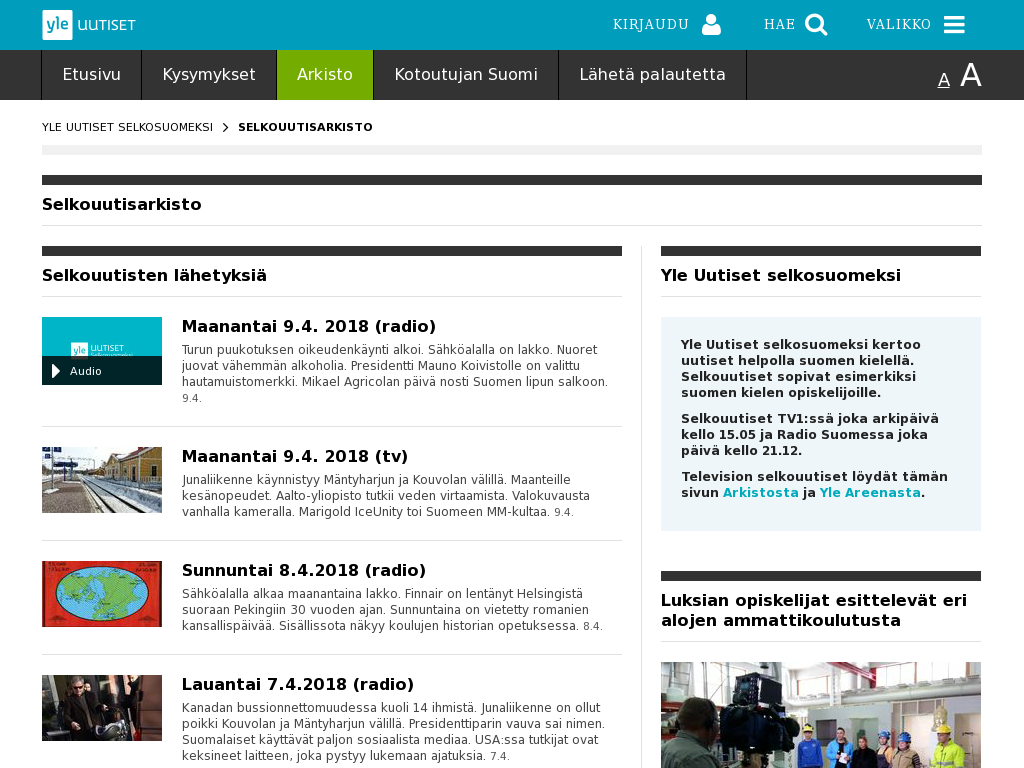 yle UUTISET
KIRJAUDU
HAE
VALIKKO
Etusivu
Kysymykset
Arkisto
Kotoutujan Suomi
Lähetä palautetta
A A
YLE UUTISET SELKOSUOMEKSI
SELKOUUTISARKISTO
Selkouutisarkisto
Selkouutisten lähetyksiä
yle UUTISET
Audio
Maanantai 9.4. 2018 (radio)
Turun puukotuksen oikeudenkäynti alkoi. Sähköalalla on lakko. Nuoret
juovat vähemmän alkoholia. Presidentti Mauno Koivistolle on valittu
hautamuistomerkki. Mikael Agricolan päivä nosti Suomen lipun salkoon.
9.4.
Maanantai 9.4. 2018 (tv)
Junaliikenne käynnistyy Mäntyharjun ja Kouvolan välillä. Maanteille
kesänopeudet. Aalto-yliopisto tutkii veden virtaamista. Valokuvausta
vanhalla kameralla. Marigold IceUnity toi Suomeen MM-kultaa. 9.4.
Sunnuntai 8.4.2018 (radio)
Sähköalalla alkaa maanantaina lakko. Finnair on lentänyt Helsingistä
suoraan Pekingiin 30 vuoden ajan. Sunnuntaina on vietetty romanien
kansallispäivää. Sisällissota näkyy koulujen historian opetuksessa. 8.4.
Lauantai 7.4.2018 (radio)
Kanadan bussionnettomuudessa kuoli 14 ihmistä. Junaliikenne on ollut
poikki Kouvolan ja Mäntyharjun välillä. Presidenttiparin vauva sai nimen.
Suomalaiset käyttävät paljon sosiaalista mediaa. USA:ssa tutkijat ovat
keksineet laitteen, joka pystyy lukemaan ajatuksia. 7.4.
Yle Uutiset selkosuomeksi
Yle Uutiset selkosuomeksi kertoo
uutiset helpolla suomen kielellä.
Selkouutiset sopivat esimerkiksi
suomen kielen opiskelijoille.
Selkouutiset TV1:ssä joka arkipäivä
kello 15.05 ja Radio Suomessa joka
päivä kello 21.12.
Television selkouutiset löydät tämän
sivun Arkistosta ja Yle Areenasta.
Luksian opiskelijat esittelevät eri
alojen ammattikoulutusta